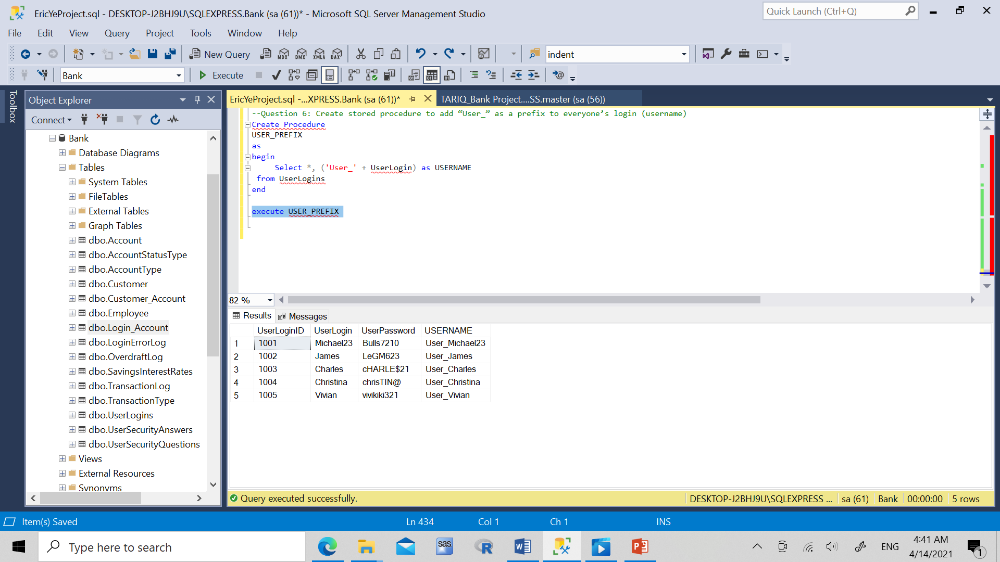 EricYeProject.sql - DESKTOP-J2BHJ9U\SQLEXPRESS.Bank (sa (61))* - Microsoft SQL Server Management Studio
Quick Launch (Ctrl+Q)
File Edit View Query Project Tools Window Help
New Query MDX DMX XMLA DAX indent
Bank Execute
Toolbox
Object Explorer
Connect
Bank
Database Diagrams
Tables
System Tables
FileTables
External Tables
Graph Tables
dbo.Account
dbo.AccountStatusType
dbo.AccountType
dbo.Customer
dbo.Customer_Account
dbo.Employee
dbo.Login_Account
dbo.LoginErrorLog
dbo.OverdraftLog
dbo.SavingsInterestRates
dbo.TransactionLog
dbo.TransactionType
dbo.UserLogins
dbo.UserSecurityAnswers
dbo.UserSecurityQuestions
Views
External Resources
Synonyms
EricYeProject.sql -...XPRESS.Bank (sa (61))* TARIQ_Bank Project....SS.master (sa (56))
--Question 6: Create stored procedure to add “User_” as a prefix to everyone’s login (username)
Create Procedure
USER_PREFIX
as
begin
Select *, ('User_' + UserLogin) as USERNAME
from UserLogins
end
execute USER_PREFIX
82 %
Results Messages
UserLoginID UserLogin UserPassword USERNAME
1 1001 Michael23 Bulls7210 User_Michael23
2 1002 James LeGM623 User_James
3 1003 Charles cHARLE$21 User_Charles
4 1004 Christina chrisTIN@ User_Christina
5 1005 Vivian vivikiki321 User_Vivian
Query executed successfully. DESKTOP-J2BHJ9U\SQLEXPRESS ... sa (61) Bank 00:00:00 5 rows
Item(s) Saved Ln 434 Col 1 Ch 1 INS
Type here to search
sas
R
W
P
ENG
4:41 AM
4/14/2021
1